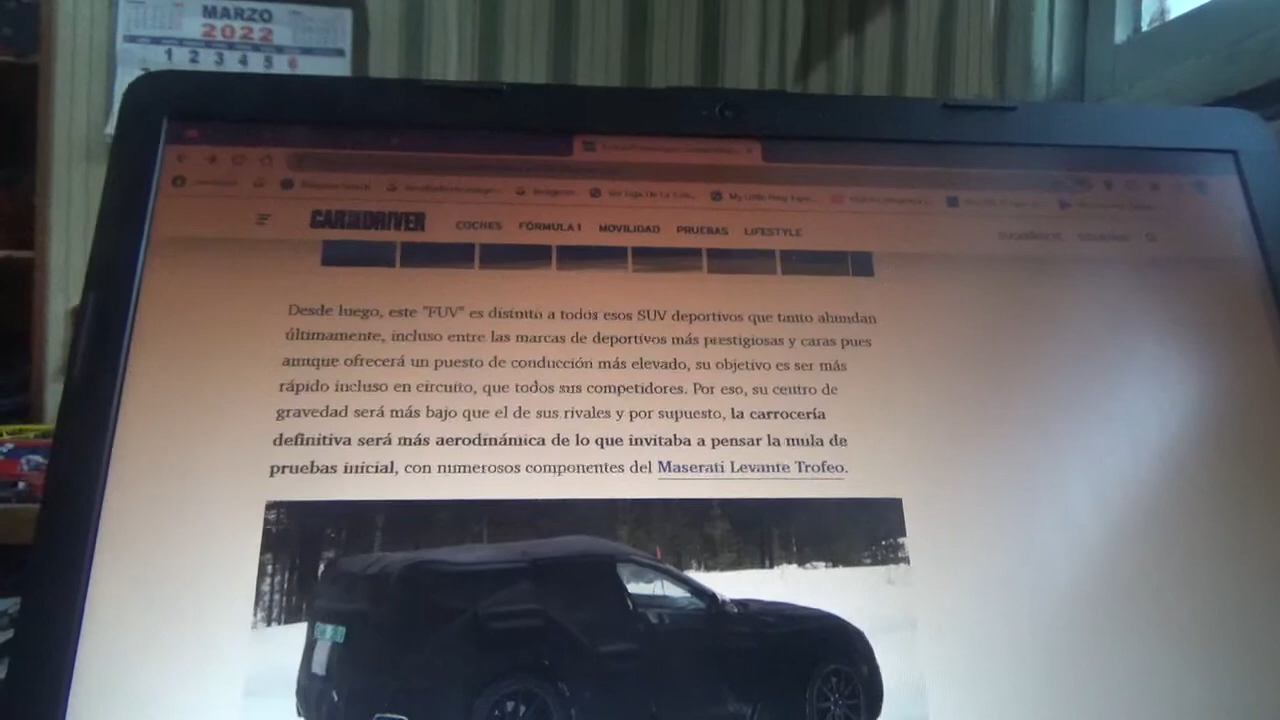 MARZO
2022
1 2 3 4 5 6
CAR AND DRIVER
COCHES FÓRMULA 1 MOVILIDAD PRUEBAS LIFESTYLE
Desde luego, este "FUV" es distinto a todos esos SUV deportivos que tanto abundan
últimamente, incluso entre las marcas de deportivos más prestigiosas y caras pues
aunque ofrecerá un puesto de conducción más elevado, su objetivo es ser más
rápido incluso en circuito, que todos sus competidores. Por eso, su centro de
gravedad será más bajo que el de sus rivales y por supuesto, la carrocería
definitiva será más aerodinámica de lo que invitaba a pensar la mula de
pruebas inicial, con numerosos componentes del Maserati Levante Trofeo.